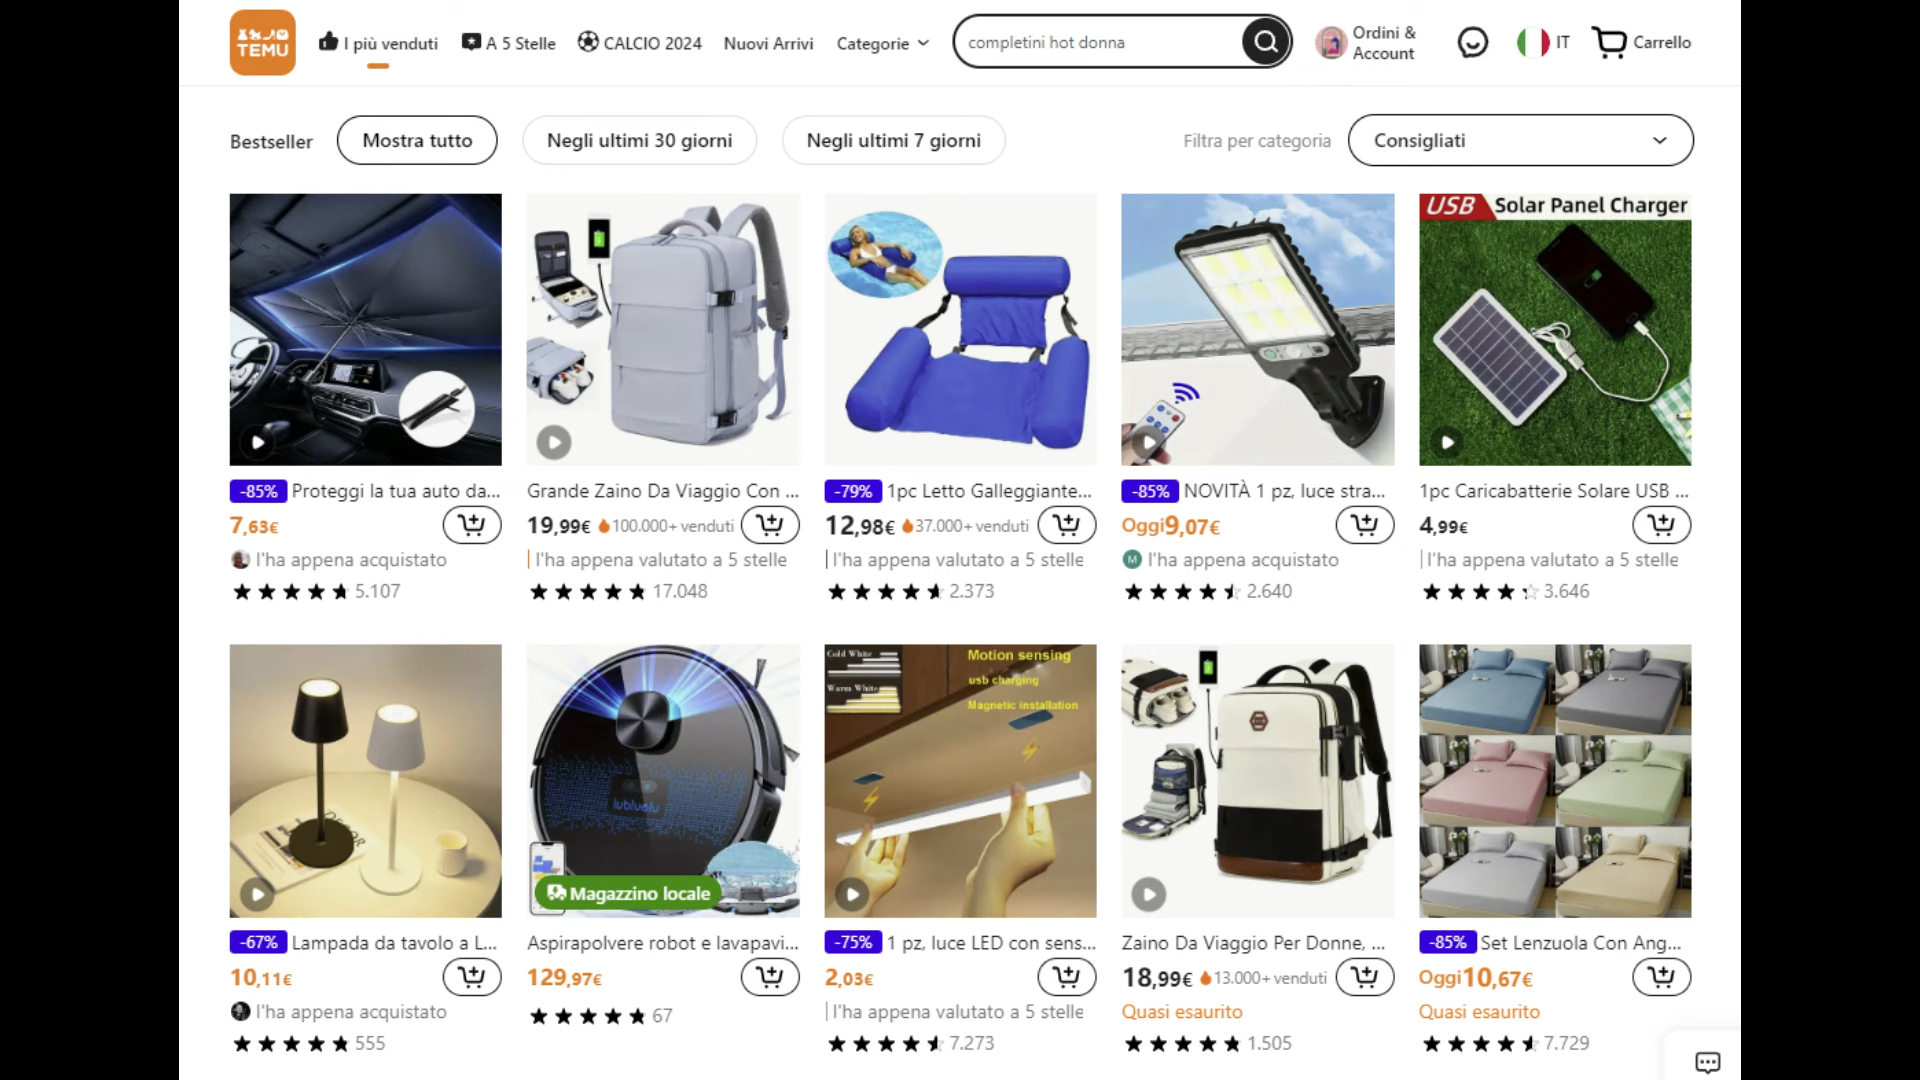 TEMU
I più venduti
A 5 Stelle
CALCIO 2024
Nuovi Arrivi
Categorie
completini hot donna
Ordini &
Account
IT
Carrello
Bestseller
Mostra tutto
Negli ultimi 30 giorni
Negli ultimi 7 giorni
Filtra per categoria
Consigliati
USB Solar Panel Charger
-85% Proteggi la tua auto da...
7,63€
l'ha appena acquistato
5.107
Grande Zaino Da Viaggio Con ...
19,99€ 100.000+ venduti
l'ha appena valutato a 5 stelle
17.048
-79% 1pc Letto Galleggiante...
12,98€ 37.000+ venduti
l'ha appena valutato a 5 stelle
2.373
-85% NOVITÀ 1 pz, luce stra...
Oggi9,07€
M l'ha appena acquistato
2.640
1pc Caricabatterie Solare USB ...
4,99€
l'ha appena valutato a 5 stelle
3.646
lubluelu
Magazzino locale
Cold White
Warm White
Motion sensing
usb charging
Magnetic installation
-67% Lampada da tavolo a L...
10,11€
l'ha appena acquistato
555
Aspirapolvere robot e lavapavi...
129,97€
67
-75% 1 pz, luce LED con sens...
2,03€
l'ha appena valutato a 5 stelle
7.273
Zaino Da Viaggio Per Donne, ...
18,99€ 13.000+ venduti
Quasi esaurito
1.505
-85% Set Lenzuola Con Ang...
Oggi10,67€
Quasi esaurito
7.729